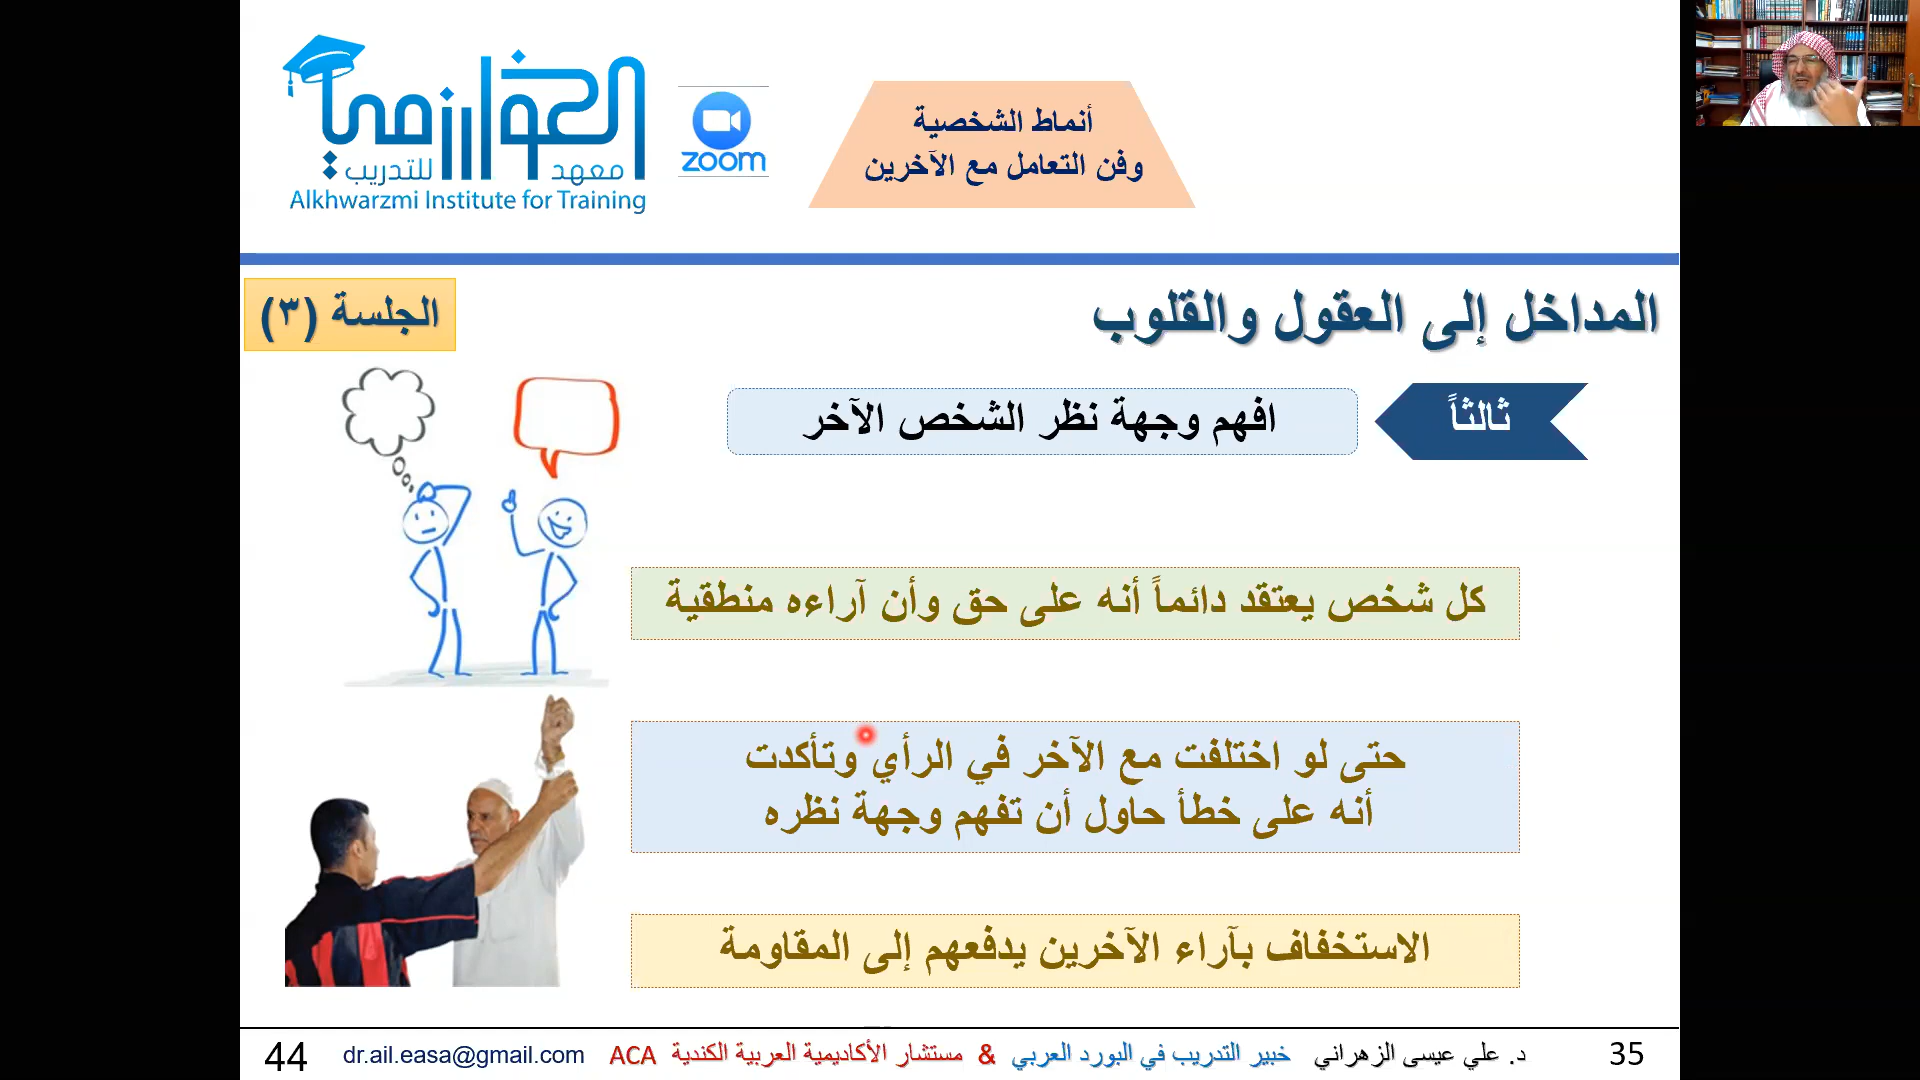 الخوارزمي
معهد للتدريب
Alkhwarzmi Institute for Training
zoom
أنماط الشخصية
وفن التعامل مع الآخرين
المداخل إلى العقول والقلوب
الجلسة (٣)
ثالثاً
افهم وجهة نظر الشخص الآخر
كل شخص يعتقد دائماً أنه على حق وأن آراءه منطقية
حتى لو اختلفت مع الآخر في الرأي وتأكدت
أنه على خطأ حاول أن تفهم وجهة نظره
الاستخفاف بآراء الآخرين يدفعهم إلى المقاومة
35
د. علي عيسى الزهراني خبير التدريب في البورد العربي & مستشار الأكاديمية العربية الكندية ACA
dr.ail.easa@gmail.com
44